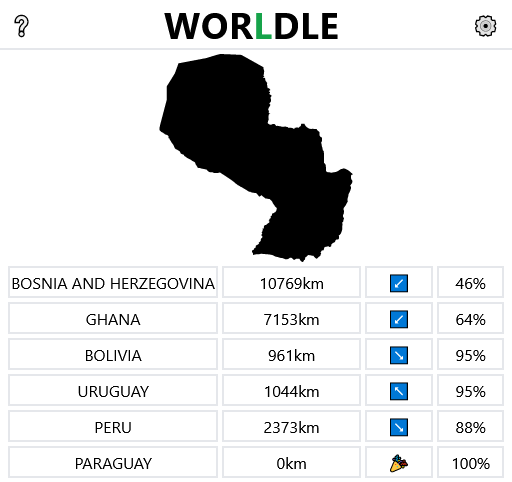 WORLDLE
BOSNIA AND HERZEGOVINA 10769km ↙ 46%
GHANA 7153km ↙ 64%
BOLIVIA 961km ↘ 95%
URUGUAY 1044km ↖ 95%
PERU 2373km ↘ 88%
PARAGUAY 0km 🎉 100%